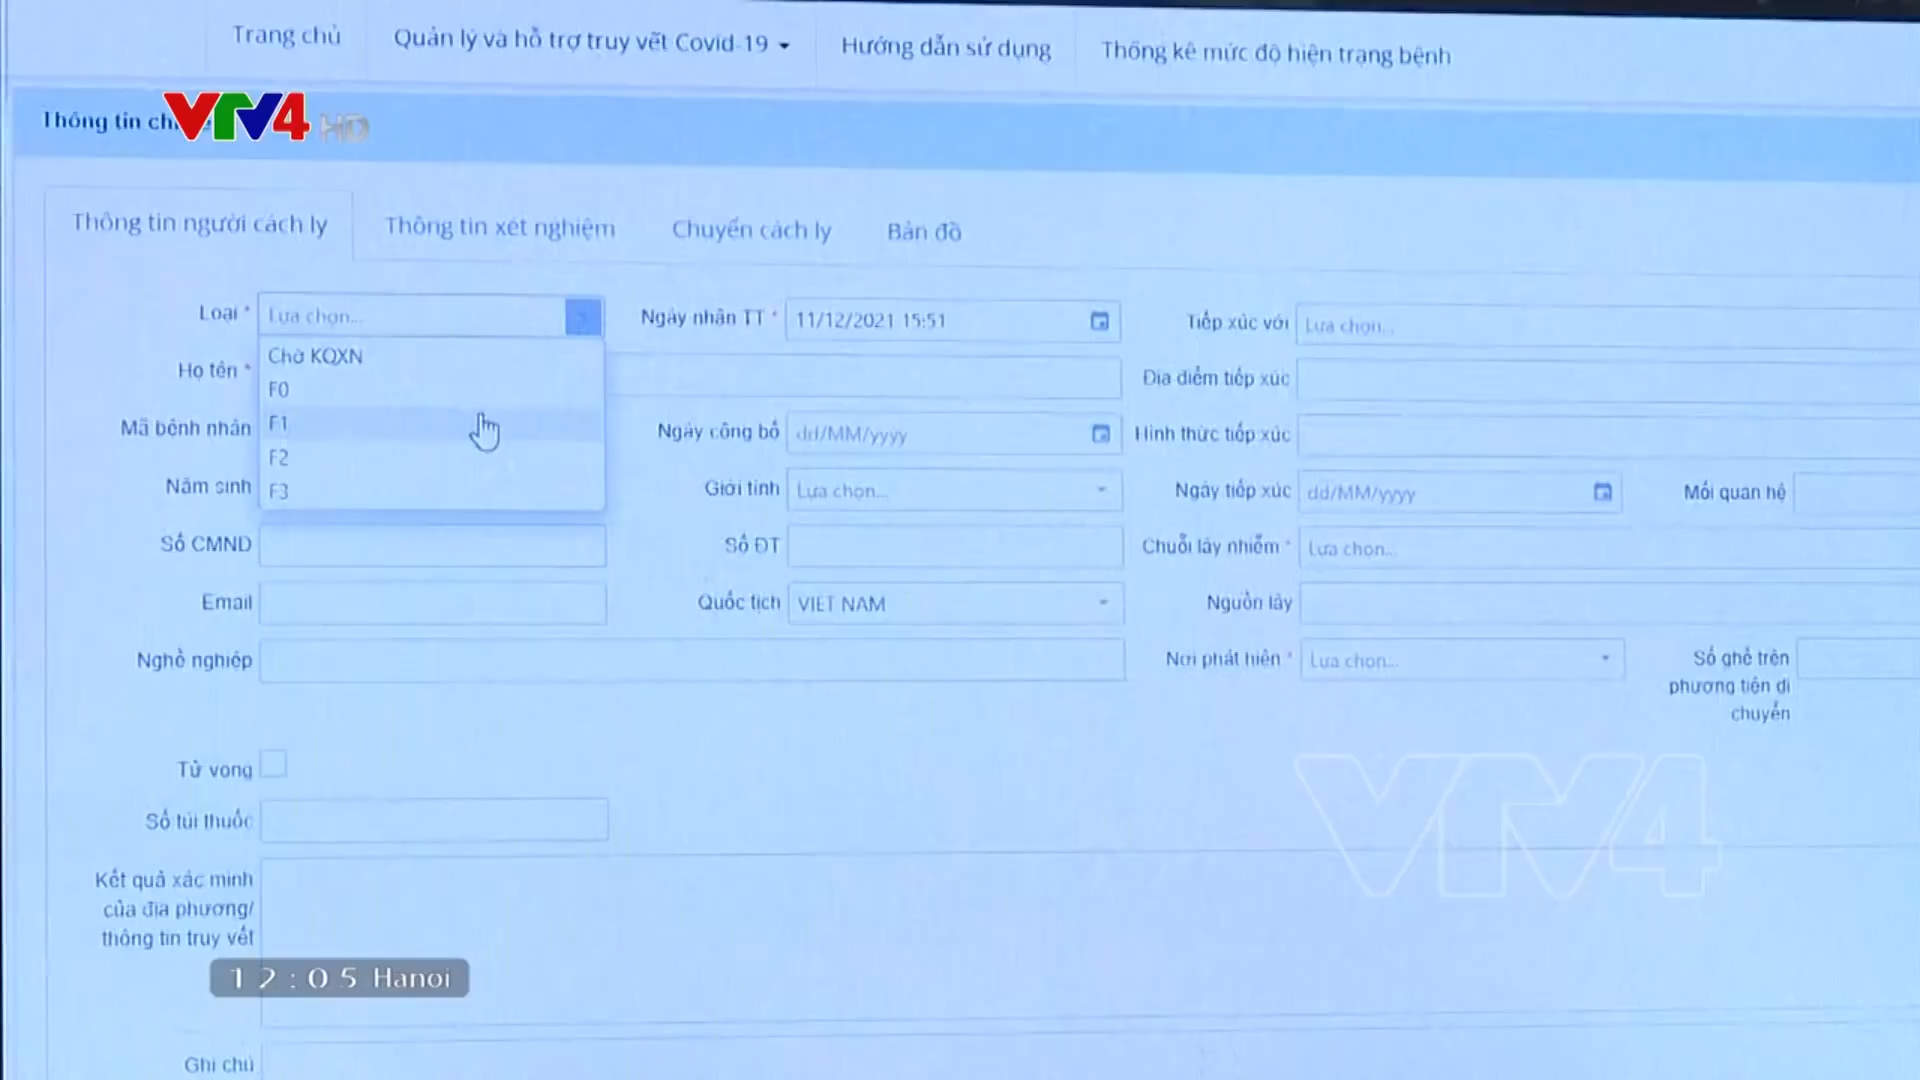 Trang chủ Quản lý và hỗ trợ truy vết Covid-19 Hướng dẫn sử dụng Thống kê mức độ hiện trạng bệnh
Thông tin
VTV4 HD
Thông tin người cách ly Thông tin xét nghiệm Chuyển cách ly Bản đồ
Loại * Lựa chọn... Ngày nhận TT * 11/12/2021 15:51 Tiếp xúc với Lựa chọn...
Chờ KQXN
Họ tên * F0 Địa điểm tiếp xúc
Mã bệnh nhân F1 Ngày công bố dd/MM/yyyy Hình thức tiếp xúc
F2
Năm sinh F3 Giới tính Lựa chọn... Ngày tiếp xúc dd/MM/yyyy Mối quan hệ
Số CMND Số ĐT Chuỗi lây nhiễm * Lựa chọn...
Email Quốc tịch VIET NAM Nguồn lây
Nghề nghiệp Nơi phát hiện * Lựa chọn... Số ghế trên
phương tiện di
chuyển
Tử vong
Số túi thuốc
VTV4
Kết quả xác minh
của địa phương/
thông tin truy vết
12:05 Hanoi
Ghi chú